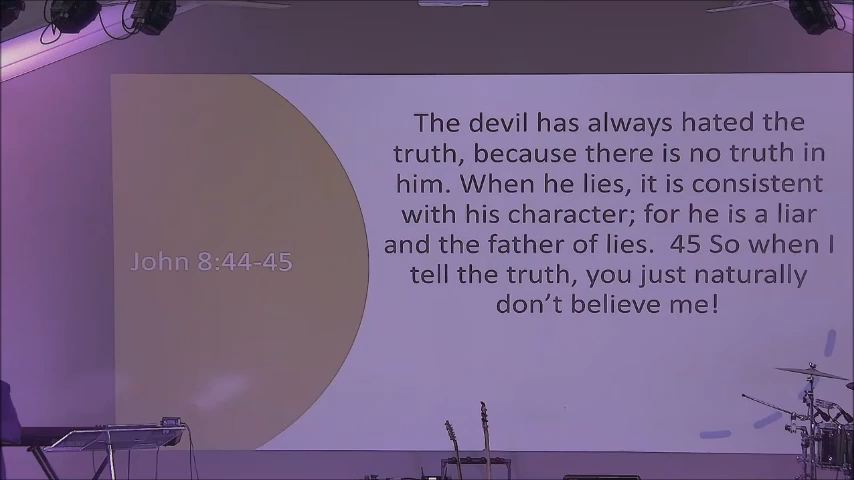 John 8:44-45
The devil has always hated the
truth, because there is no truth in
him. When he lies, it is consistent
with his character; for he is a liar
and the father of lies.  45 So when I
tell the truth, you just naturally
don't believe me!